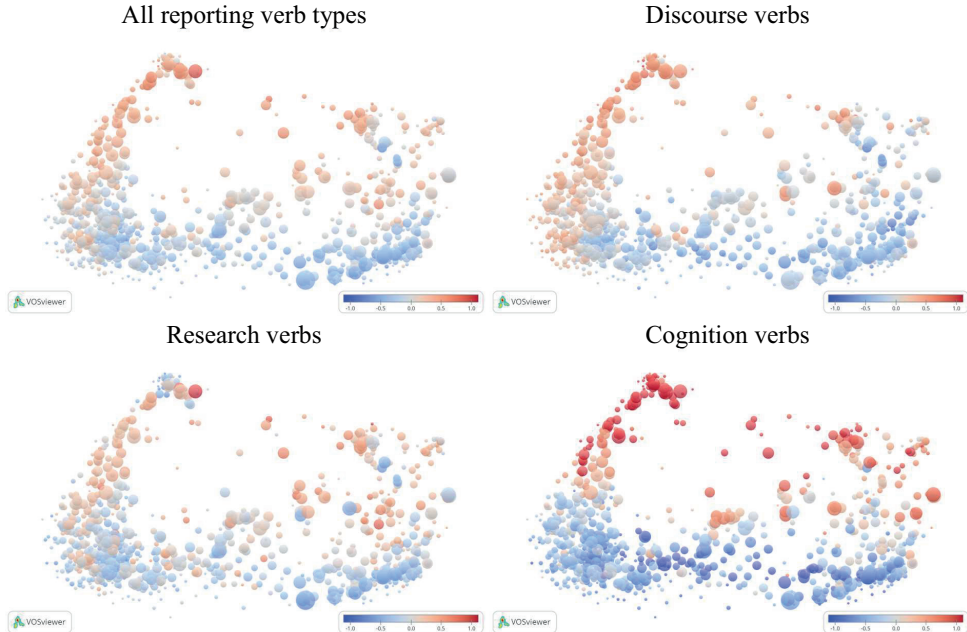 All reporting verb types
Discourse verbs
VOSviewer
-1.0 -0.5 0.0 0.5 1.0
VOSviewer
-1.0 -0.5 0.0 0.5 1.0
Research verbs
Cognition verbs
VOSviewer
-1.0 -0.5 0.0 0.5 1.0
VOSviewer
-1.0 -0.5 0.0 0.5 1.0